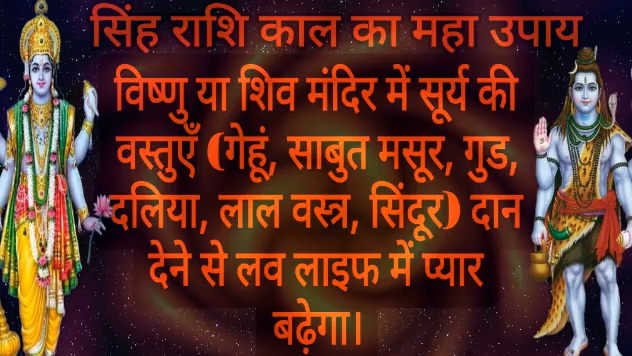 सिंह राशि काल का महा उपाय
विष्णु या शिव मंदिर में सूर्य की
वस्तुएँ (गेहूं, साबुत मसूर, गुड,
दलिया, लाल वस्त्र, सिंदूर) दान
देने से लव लाइफ में प्यार
बढ़ेगा।